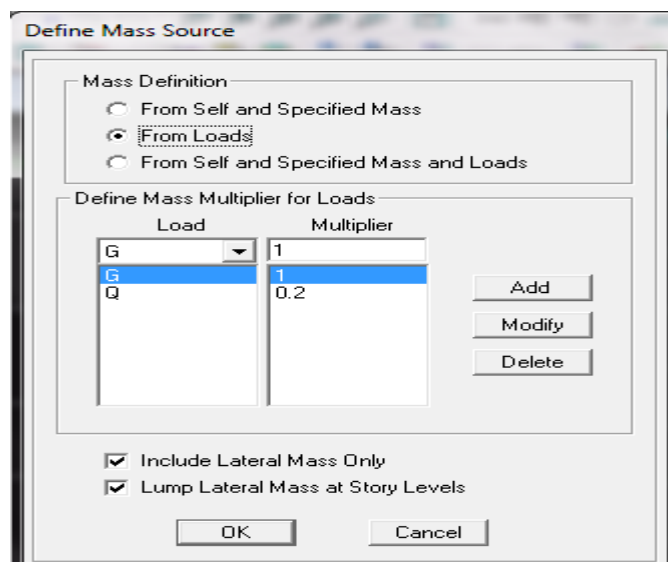 Define Mass Source
Mass Definition
From Self and Specified Mass
From Loads
From Self and Specified Mass and Loads
Define Mass Multiplier for Loads
Load Multiplier
G 1
G 1
Q 0.2
Add
Modify
Delete
Include Lateral Mass Only
Lump Lateral Mass at Story Levels
OK Cancel